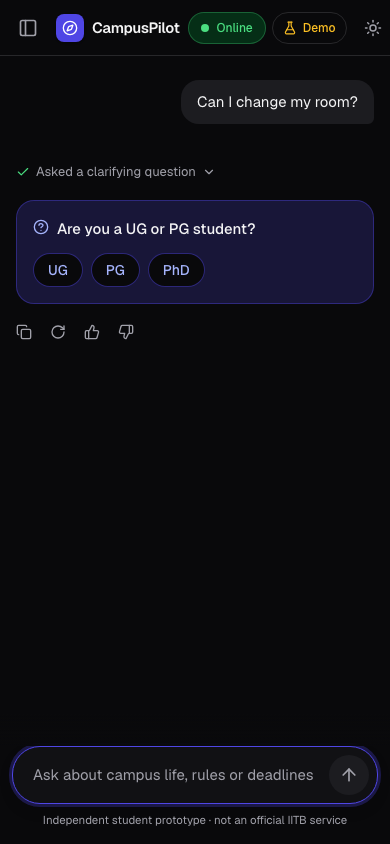 CampusPilot
Online
Demo
Can I change my room?
Asked a clarifying question
Are you a UG or PG student?
UG
PG
PhD
Ask about campus life, rules or deadlines
Independent student prototype · not an official IITB service